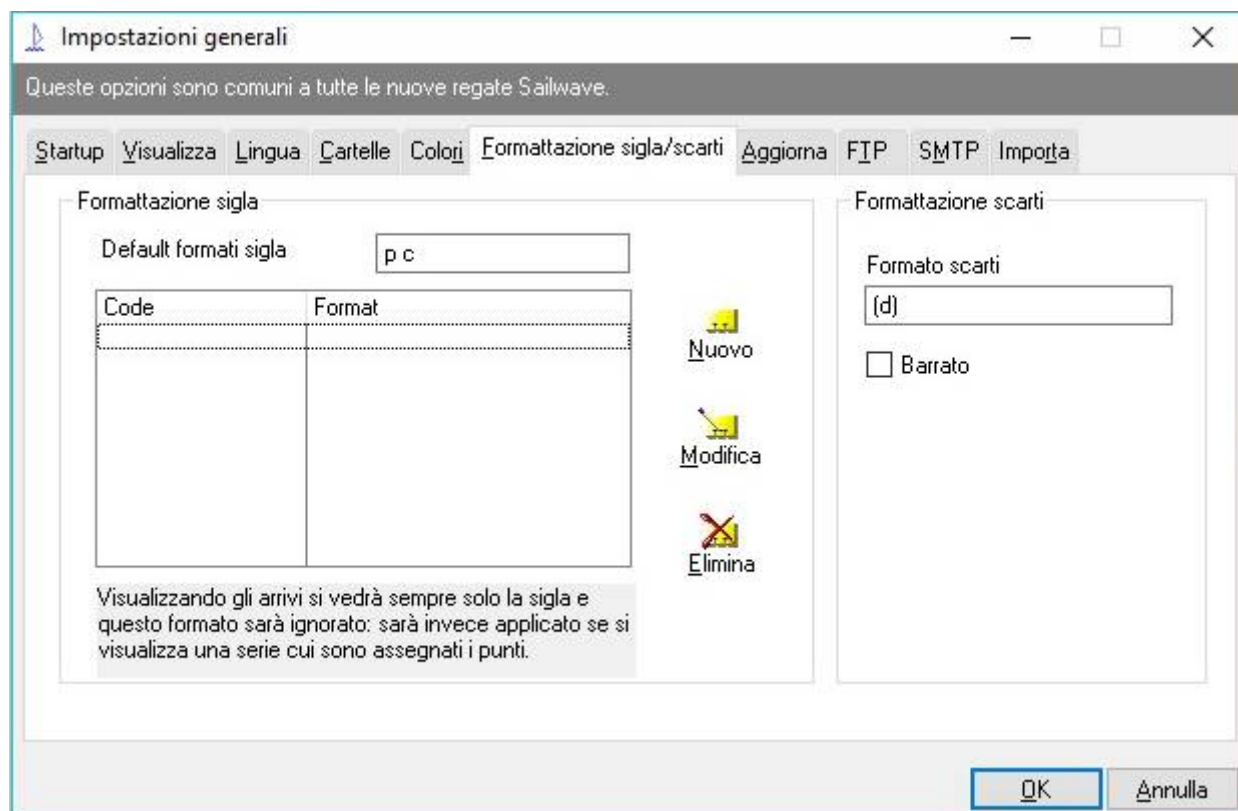 Impostazioni generali
Queste opzioni sono comuni a tutte le nuove regate Sailwave.
Startup Visualizza Lingua Cartelle Colori Formattazione sigla/scarti Aggiorna FTP SMTP Importa
Formattazione sigla
Default formati sigla
p c
Code Format
Nuovo
Modifica
Elimina
Visualizzando gli arrivi si vedrà sempre solo la sigla e
questo formato sarà ignorato: sarà invece applicato se si
visualizza una serie cui sono assegnati i punti.
Formattazione scarti
Formato scarti
(d)
Barrato
OK Annulla